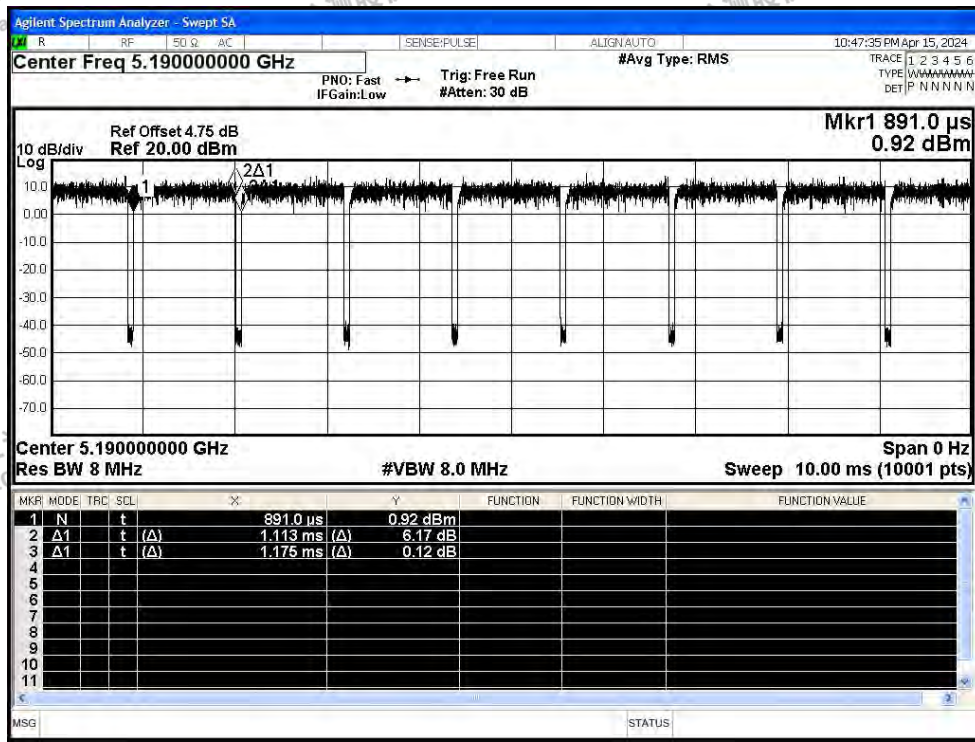 Agilent Spectrum Analyzer - Swept SA
LXI R RF 50 Ω AC SENSE:PULSE ALIGN AUTO 10:47:35 PM Apr 15, 2024
Center Freq 5.190000000 GHz #Avg Type: RMS TRACE 1 2 3 4 5 6
PNO: Fast Trig: Free Run TYPE WWWWWW
IFGain:Low #Atten: 30 dB DET P N N N N N
Mkr1 891.0 µs
Ref Offset 4.75 dB
10 dB/div Ref 20.00 dBm 0.92 dBm
Log
2Δ1
10.0 1
0.00
-10.0
-20.0
-30.0
-40.0
-50.0
-60.0
-70.0
Center 5.190000000 GHz Span 0 Hz
Res BW 8 MHz #VBW 8.0 MHz Sweep 10.00 ms (10001 pts)
MKR MODE TRC SCL X Y FUNCTION FUNCTION WIDTH FUNCTION VALUE
1 N t 891.0 µs 0.92 dBm
2 Δ1 t (Δ) 1.113 ms (Δ) 6.17 dB
3 Δ1 t (Δ) 1.175 ms (Δ) 0.12 dB
4
5
6
7
8
9
10
11
MSG STATUS